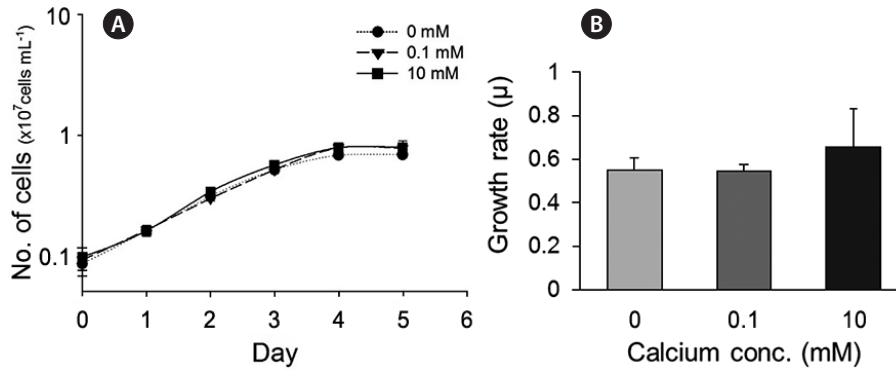 A
10
1
0.1
No. of cells (x10⁷cells mL⁻¹)
0 mM
0.1 mM
10 mM
0 1 2 3 4 5 6
Day
B
1
0.8
0.6
0.4
0.2
0
Growth rate (μ)
0 0.1 10
Calcium conc. (mM)